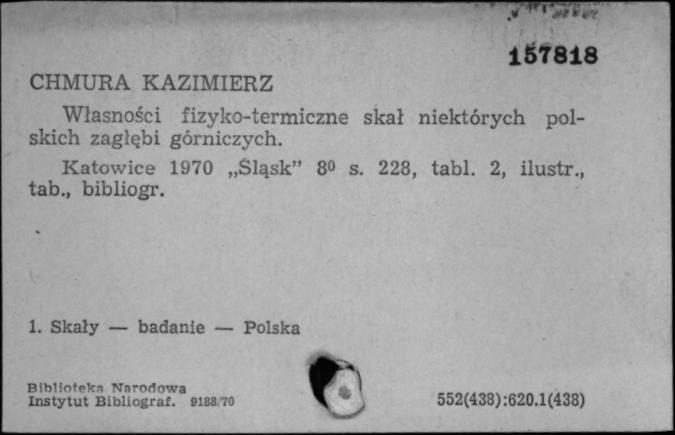 157818
CHMURA KAZIMIERZ
Własności fizyko-termiczne skał niektórych pol-
skich zagłębi górniczych.
Katowice 1970 „Śląsk” 8⁰ s. 228, tabl. 2, ilustr.,
tab., bibliogr.
1. Skały — badanie — Polska
Biblioteka Narodowa
Instytut Bibliograf. 9188/70
552(438):620.1(438)